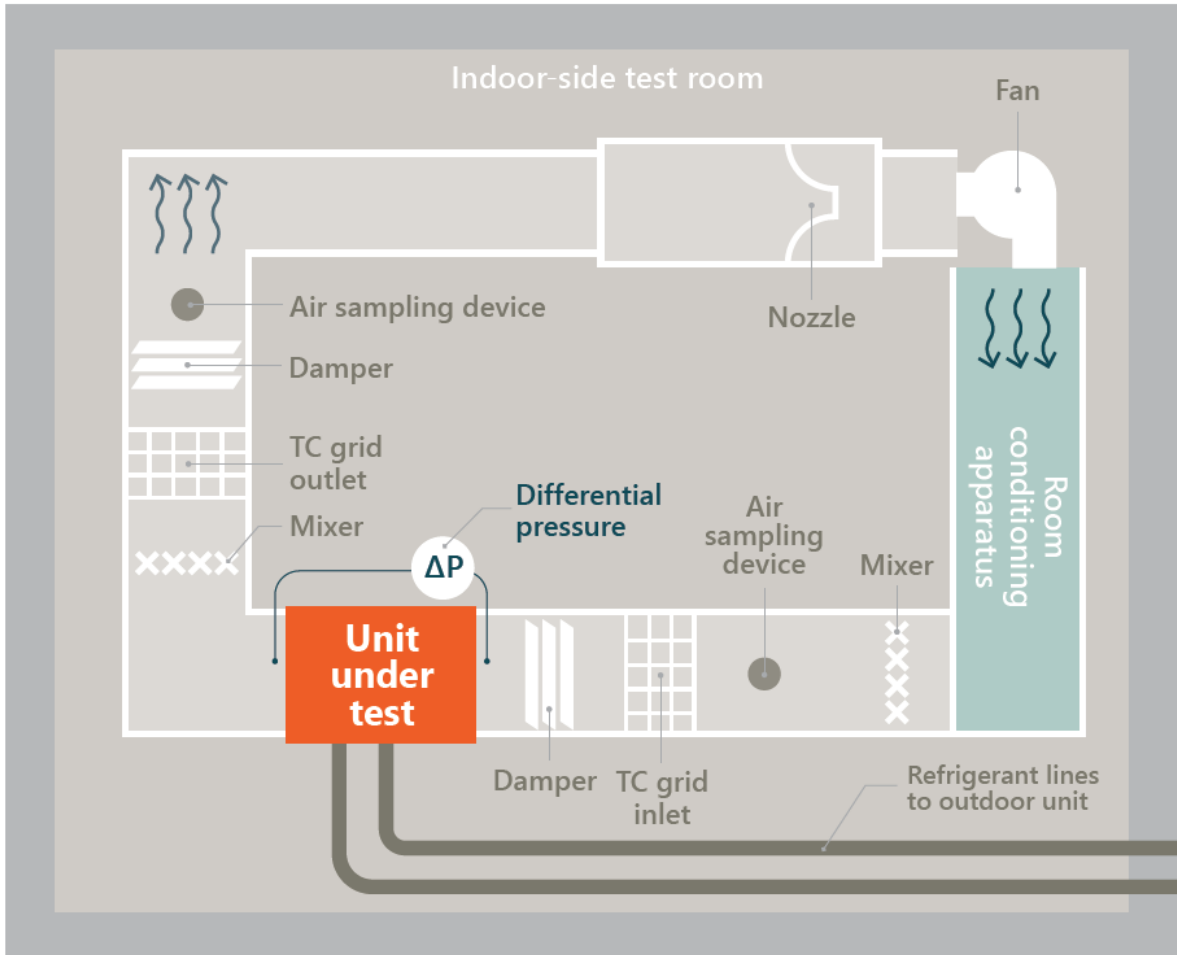 Indoor-side test room
Fan
Air sampling device
Nozzle
Damper
TC grid
outlet
Mixer
Differential
pressure
ΔP
Air
sampling
device
Mixer
Room
conditioning
apparatus
Unit
under
test
Damper
TC grid
inlet
Refrigerant lines
to outdoor unit